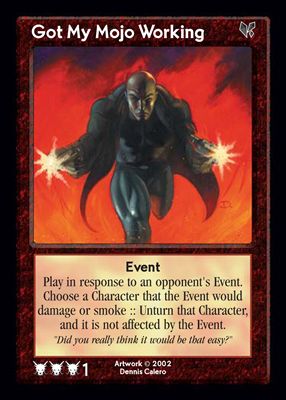 Got My Mojo Working
Event
Play in response to an opponent's Event.
Choose a Character that the Event would
damage or smoke :: Unturn that Character,
and it is not affected by the Event.
"Did you really think it would be that easy?"
Artwork © 2002
Dennis Calero
1